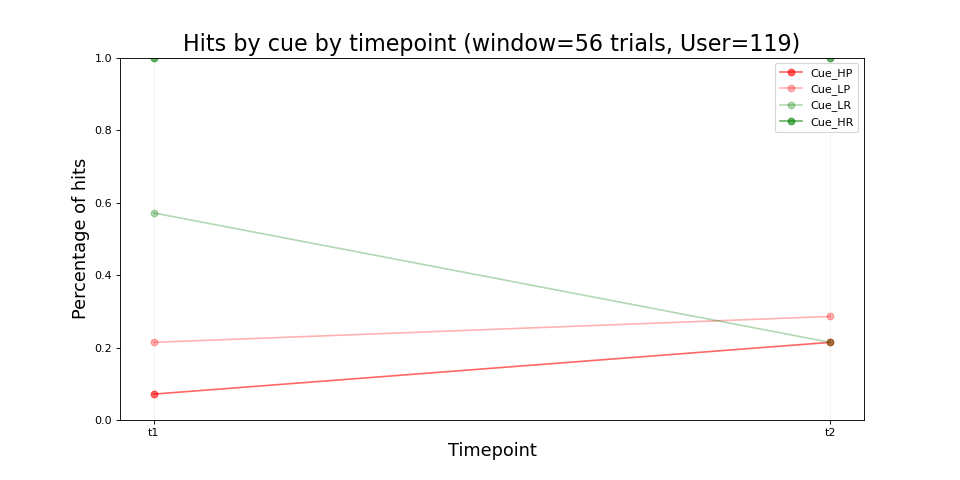 Hits by cue by timepoint (window=56 trials, User=119)
1.0
0.8
0.6
0.4
0.2
0.0
Percentage of hits
Cue_HP
Cue_LP
Cue_LR
Cue_HR
t1
t2
Timepoint